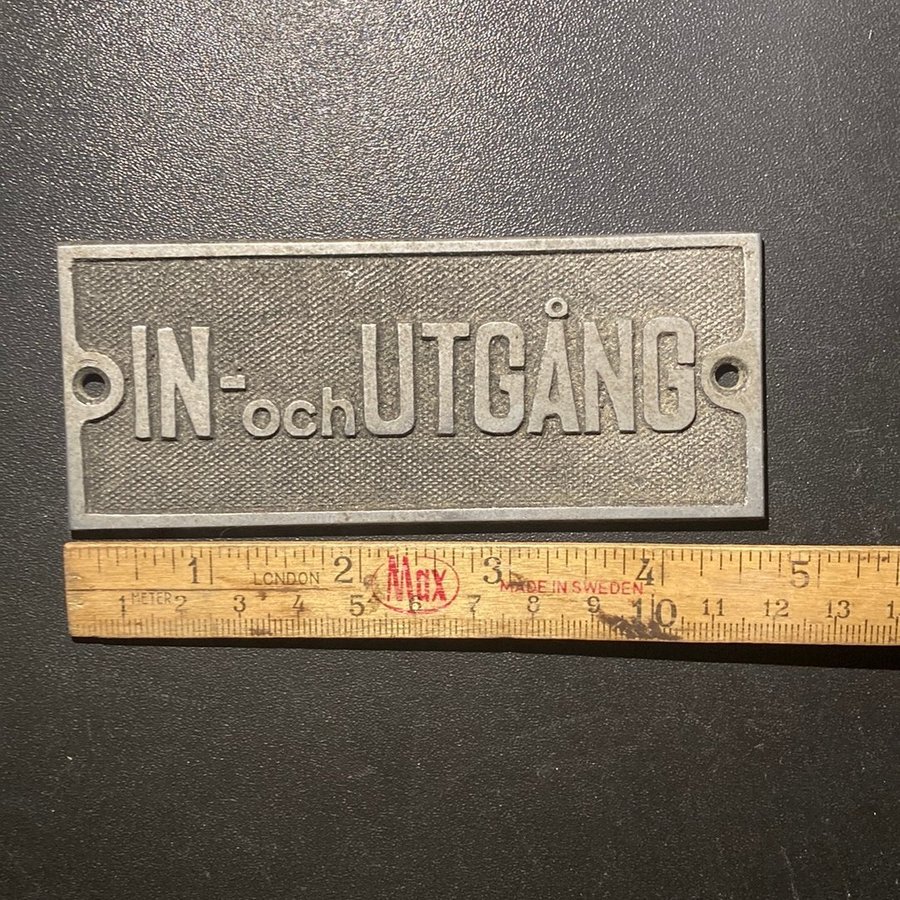 IN- och UTGÅNG
1 LONDON 2 Max 3 MADE IN SWEDEN 4 5
1 METER 2 3 4 5 6 7 8 9 10 11 12 13